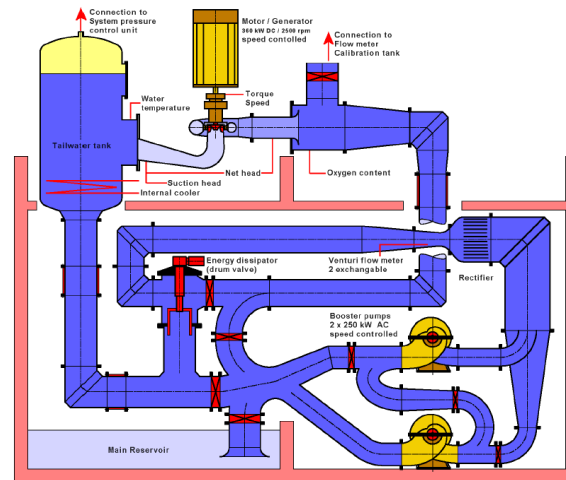 Connection to
System pressure
control unit
Motor / Generator
300 kW DC / 2500 rpm
speed contolled
Connection to
Flow meter
Calibration tank
Torque
Speed
Water
temperature
Tailwater tank
Net head
Oxygen content
Suction head
Internal cooler
Energy dissipator
(drum valve)
Venturi flow meter
2 exchangable
Rectifier
Booster pumps
2 x 250 kW AC
speed controlled
Main Reservoir